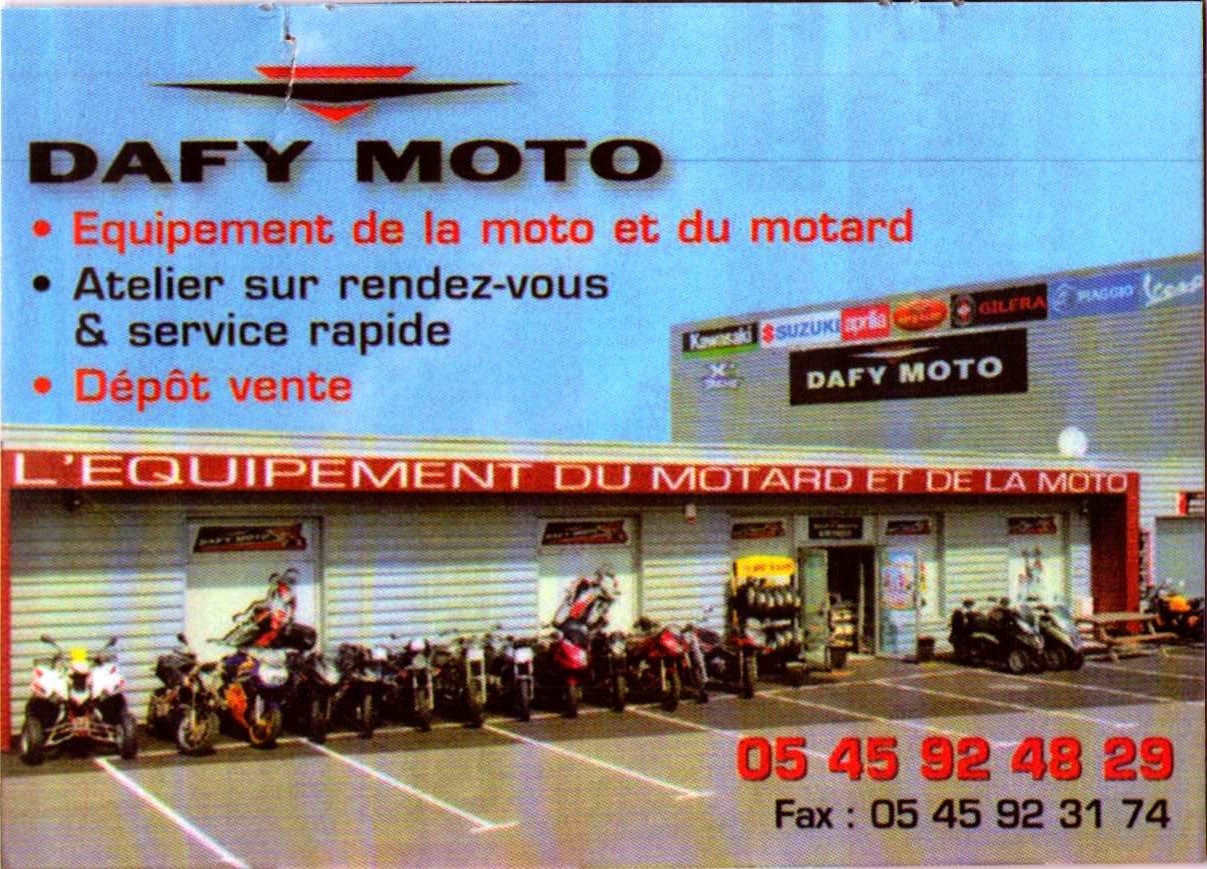 DAFY MOTO
• Equipement de la moto et du motard
• Atelier sur rendez-vous
& service rapide
• Dépôt vente
Kawasaki SUZUKI aprilia GILERA PIAGGIO Vespa
DAFY MOTO
L'EQUIPEMENT DU MOTARD ET DE LA MOTO
DAFY MOTO
05 45 92 48 29
Fax : 05 45 92 31 74